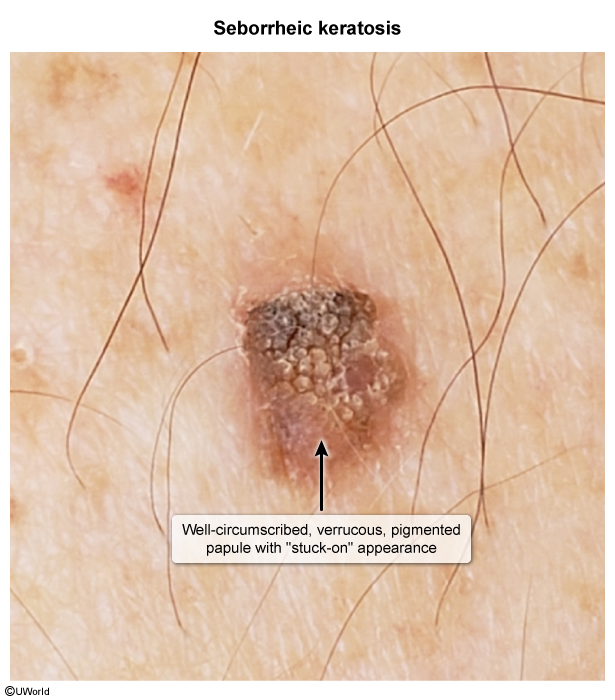 Seborrheic keratosis
Well-circumscribed, verrucous, pigmented
papule with "stuck-on" appearance
©UWorld